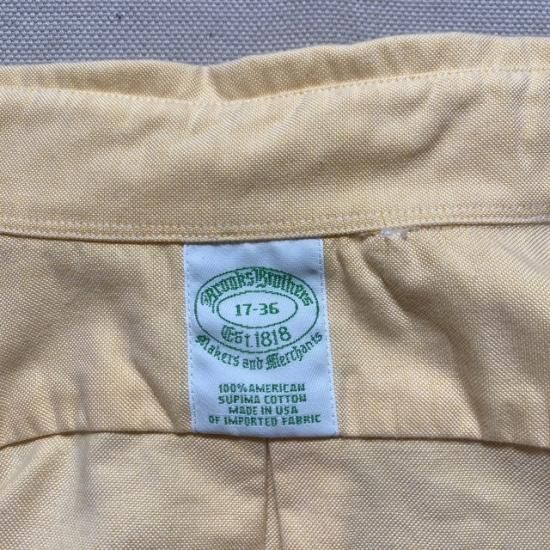 Brooks Brothers
17-36
Est. 1818
Makers and Merchants
100% AMERICAN
SUPIMA COTTON
MADE IN USA
OF IMPORTED FABRIC